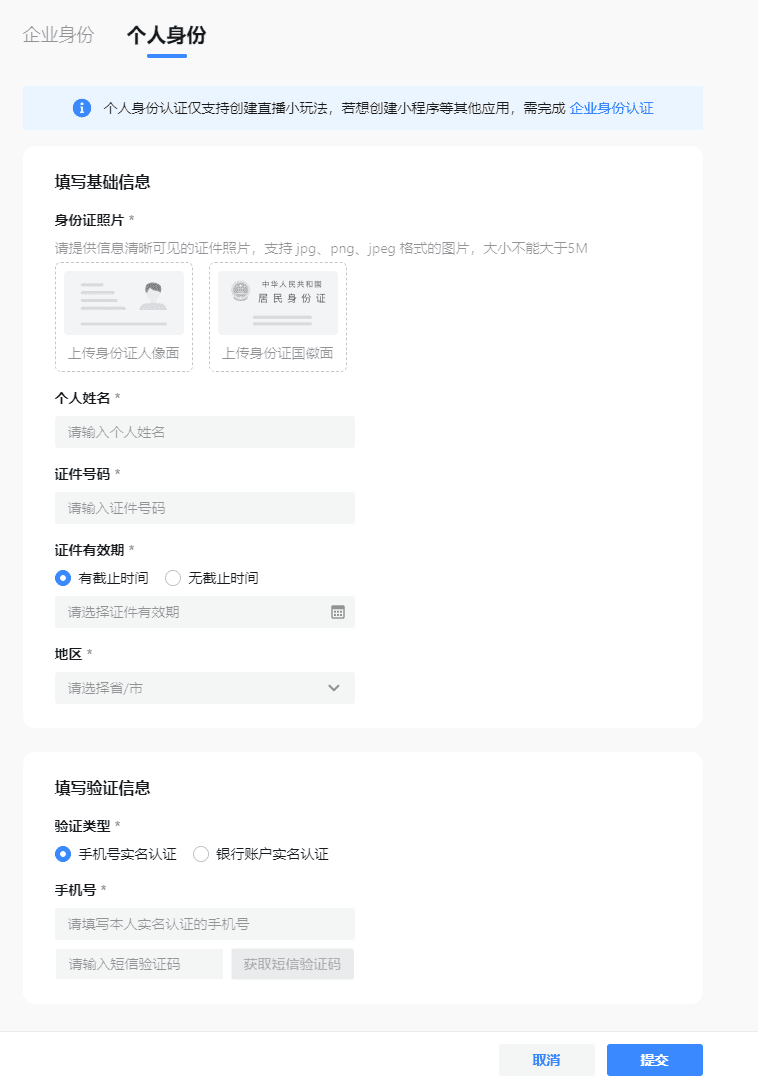 企业身份 个人身份
个人身份认证仅支持创建直播小玩法，若想创建小程序等其他应用，需完成 企业身份认证
填写基础信息
身份证照片 *
请提供信息清晰可见的证件照片，支持 jpg、png、jpeg 格式的图片，大小不能大于5M
中华人民共和国
居民身份证
上传身份证人像面 上传身份证国徽面
个人姓名 *
请输入个人姓名
证件号码 *
请输入证件号码
证件有效期 *
有截止时间 无截止时间
请选择证件有效期
地区 *
请选择省/市
填写验证信息
验证类型 *
手机号实名认证 银行账户实名认证
手机号 *
请填写本人实名认证的手机号
请输入短信验证码 获取短信验证码
取消 提交